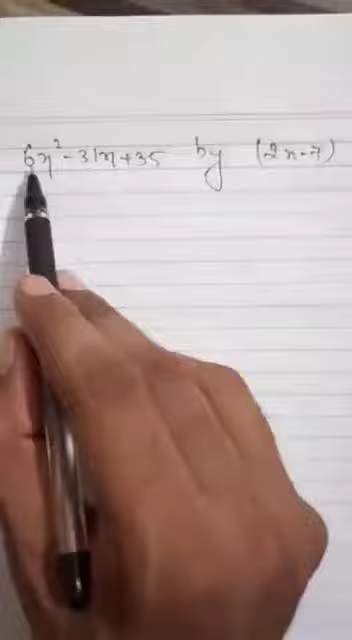 6x² - 31x + 35 by (2x - 7)